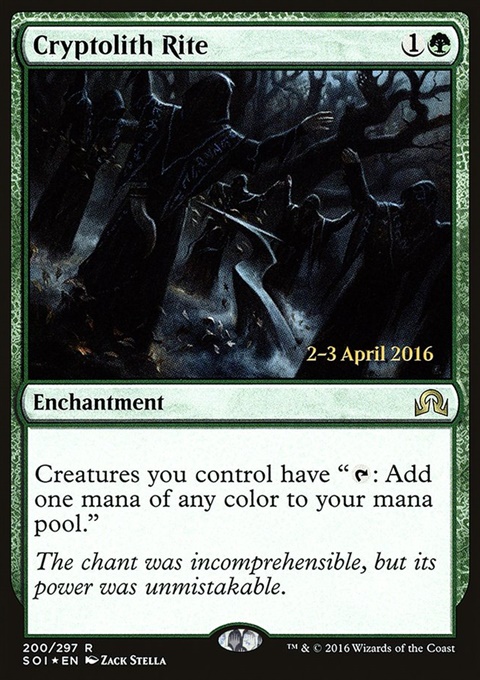 Cryptolith Rite 1
2–3 April 2016
Enchantment
Creatures you control have “: Add
one mana of any color to your mana
pool.”
The chant was incomprehensible, but its
power was unmistakable.
200/297 R
SOI★EN Zack Stella
™ & © 2016 Wizards of the Coast